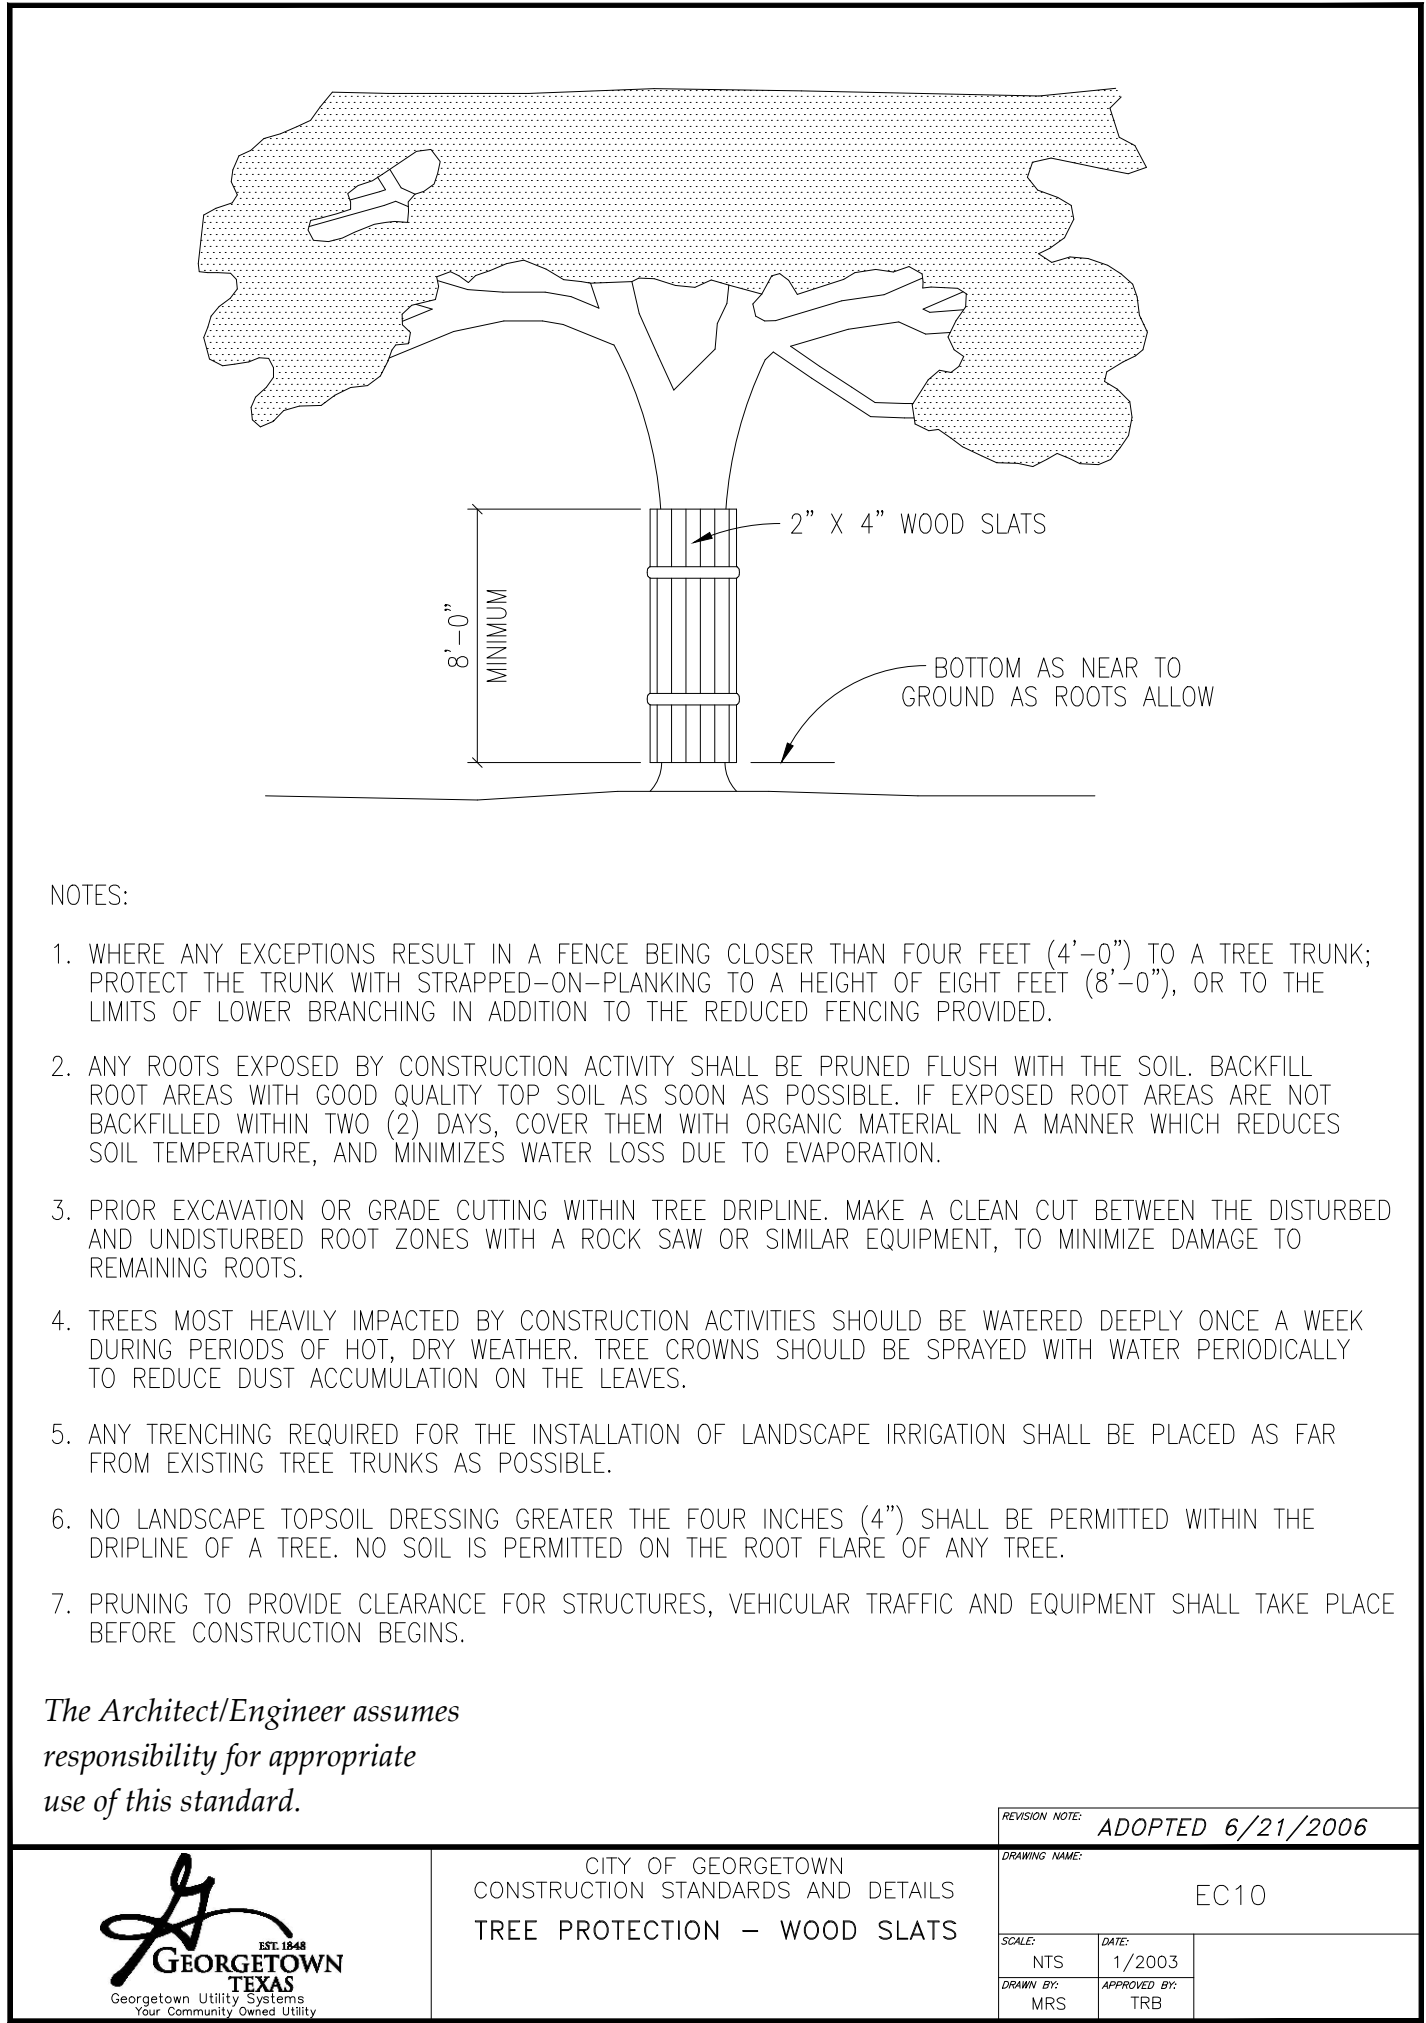 2" X 4" WOOD SLATS
8'-0"
MINIMUM
BOTTOM AS NEAR TO
GROUND AS ROOTS ALLOW
NOTES:
1. WHERE ANY EXCEPTIONS RESULT IN A FENCE BEING CLOSER THAN FOUR FEET (4'-0") TO A TREE TRUNK;
PROTECT THE TRUNK WITH STRAPPED-ON-PLANKING TO A HEIGHT OF EIGHT FEET (8'-0"), OR TO THE
LIMITS OF LOWER BRANCHING IN ADDITION TO THE REDUCED FENCING PROVIDED.
2. ANY ROOTS EXPOSED BY CONSTRUCTION ACTIVITY SHALL BE PRUNED FLUSH WITH THE SOIL. BACKFILL
ROOT AREAS WITH GOOD QUALITY TOP SOIL AS SOON AS POSSIBLE. IF EXPOSED ROOT AREAS ARE NOT
BACKFILLED WITHIN TWO (2) DAYS, COVER THEM WITH ORGANIC MATERIAL IN A MANNER WHICH REDUCES
SOIL TEMPERATURE, AND MINIMIZES WATER LOSS DUE TO EVAPORATION.
3. PRIOR EXCAVATION OR GRADE CUTTING WITHIN TREE DRIPLINE. MAKE A CLEAN CUT BETWEEN THE DISTURBED
AND UNDISTURBED ROOT ZONES WITH A ROCK SAW OR SIMILAR EQUIPMENT, TO MINIMIZE DAMAGE TO
REMAINING ROOTS.
4. TREES MOST HEAVILY IMPACTED BY CONSTRUCTION ACTIVITIES SHOULD BE WATERED DEEPLY ONCE A WEEK
DURING PERIODS OF HOT, DRY WEATHER. TREE CROWNS SHOULD BE SPRAYED WITH WATER PERIODICALLY
TO REDUCE DUST ACCUMULATION ON THE LEAVES.
5. ANY TRENCHING REQUIRED FOR THE INSTALLATION OF LANDSCAPE IRRIGATION SHALL BE PLACED AS FAR
FROM EXISTING TREE TRUNKS AS POSSIBLE.
6. NO LANDSCAPE TOPSOIL DRESSING GREATER THE FOUR INCHES (4") SHALL BE PERMITTED WITHIN THE
DRIPLINE OF A TREE. NO SOIL IS PERMITTED ON THE ROOT FLARE OF ANY TREE.
7. PRUNING TO PROVIDE CLEARANCE FOR STRUCTURES, VEHICULAR TRAFFIC AND EQUIPMENT SHALL TAKE PLACE
BEFORE CONSTRUCTION BEGINS.
The Architect/Engineer assumes
responsibility for appropriate
use of this standard.
REVISION NOTE: ADOPTED 6/21/2006
EST. 1848
GEORGETOWN
TEXAS
Georgetown Utility Systems
Your Community Owned Utility
CITY OF GEORGETOWN
CONSTRUCTION STANDARDS AND DETAILS
TREE PROTECTION – WOOD SLATS
DRAWING NAME:
EC10
SCALE:
NTS
DATE:
1/2003
DRAWN BY:
MRS
APPROVED BY:
TRB